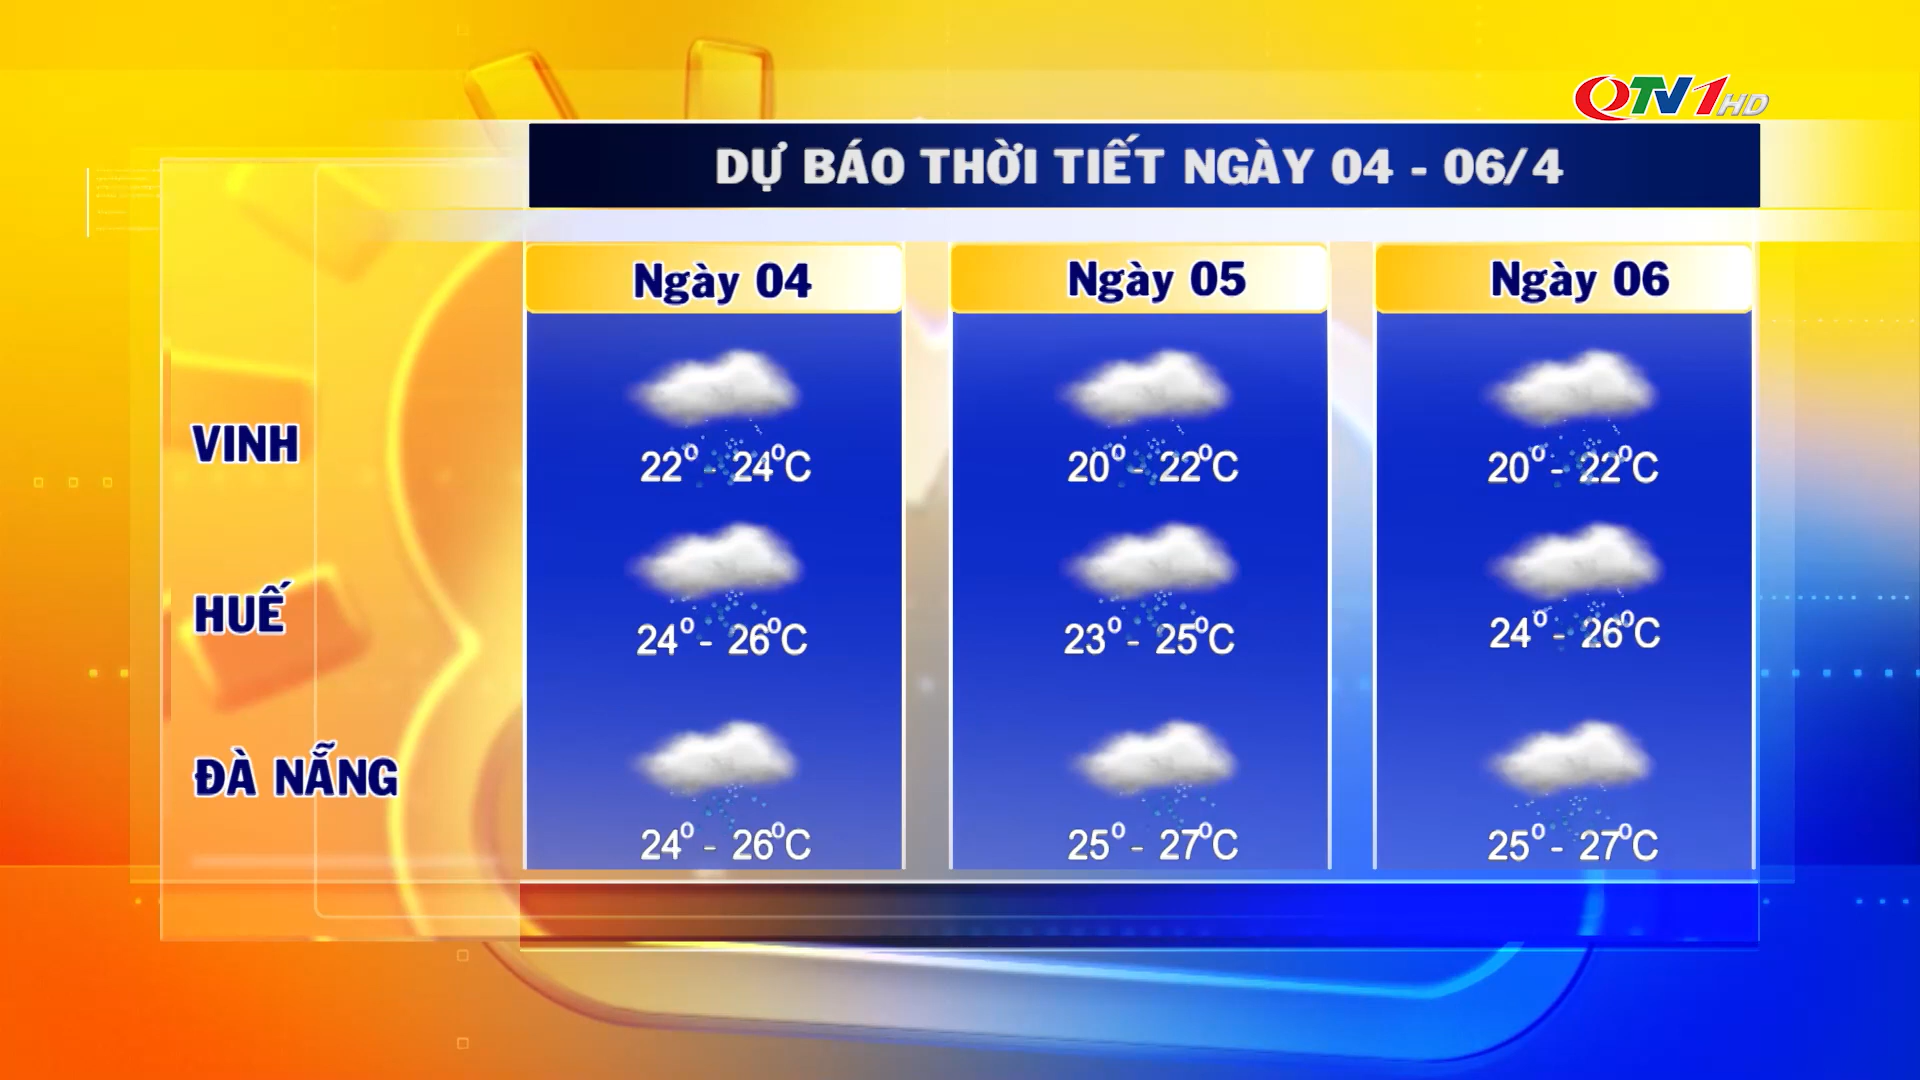 QTV1HD
DỰ BÁO THỜI TIẾT NGÀY 04 - 06/4
Ngày 04 Ngày 05 Ngày 06
VINH 22° - 24°C 20° - 22°C 20° - 22°C
HUẾ 24° - 26°C 23° - 25°C 24° - 26°C
ĐÀ NẴNG 24° - 26°C 25° - 27°C 25° - 27°C